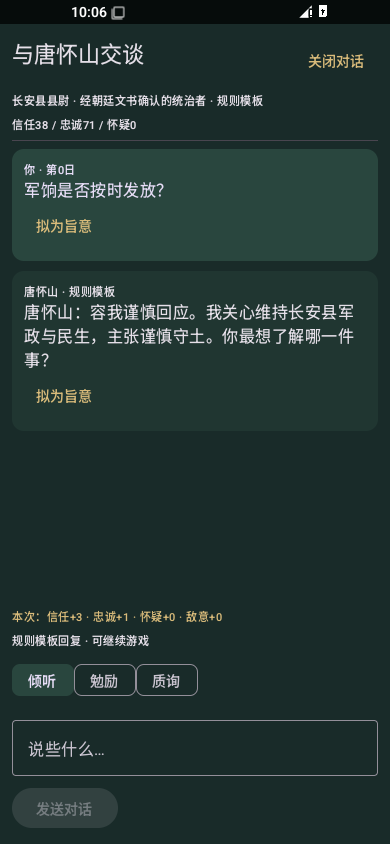 10:06
与唐怀山交谈
关闭对话
长安县县尉 · 经朝廷文书确认的统治者 · 规则模板
信任38 / 忠诚71 / 怀疑0
你 · 第0日
军饷是否按时发放？
拟为旨意
唐怀山 · 规则模板
唐怀山：容我谨慎回应。我关心维持长安县军
政与民生，主张谨慎守土。你最想了解哪一件
事？
拟为旨意
本次：信任+3 · 忠诚+1 · 怀疑+0 · 敌意+0
规则模板回复 · 可继续游戏
倾听
勉励
质询
说些什么…
发送对话